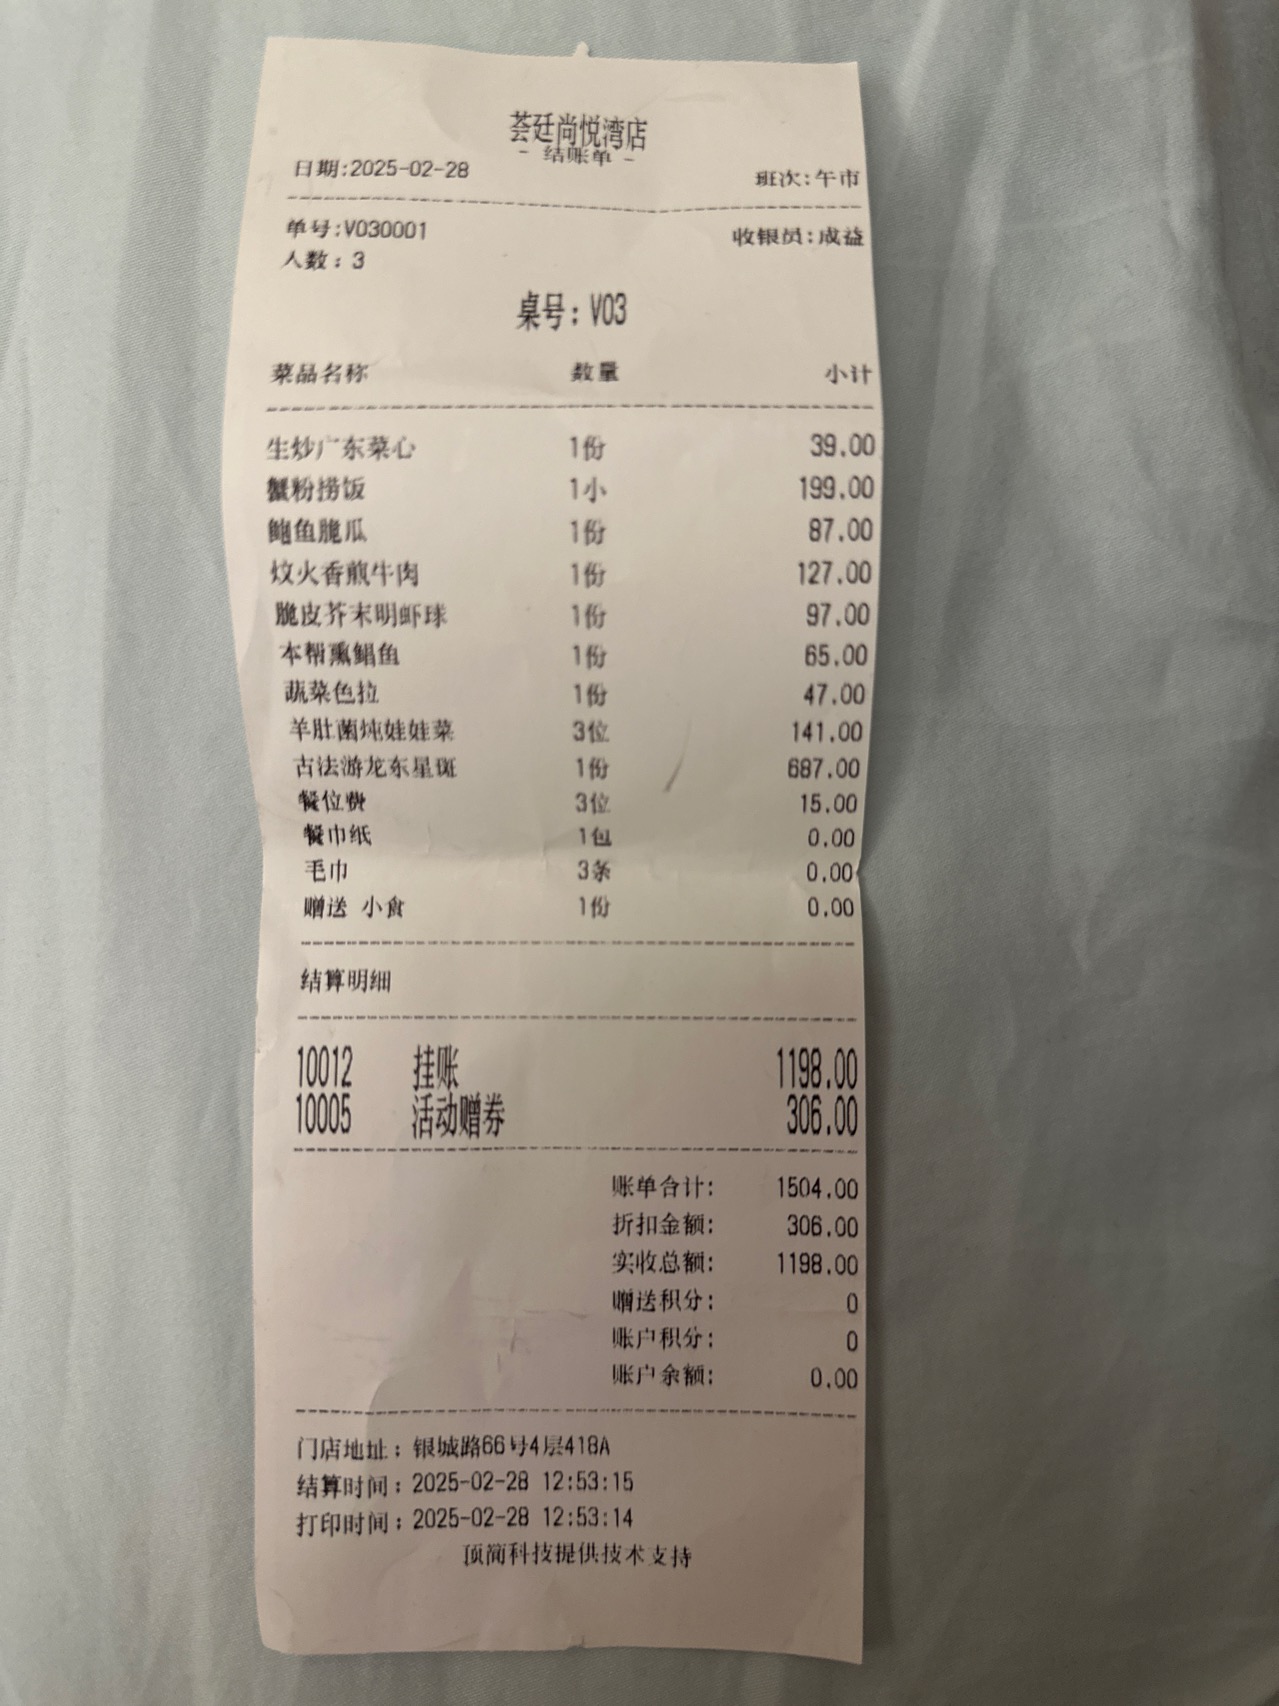 荟廷尚悦湾店
- 结账单 -
日期:2025-02-28 班次:午市
单号:V030001 收银员:成益
人数:3
桌号:V03
菜品名称 数量 小计
生炒广东菜心 1份 39.00
蟹粉捞饭 1小 199.00
鲍鱼脆瓜 1份 87.00
炆火香煎牛肉 1份 127.00
脆皮芥末明虾球 1份 97.00
本帮熏鲳鱼 1份 65.00
蔬菜色拉 1份 47.00
羊肚菌炖娃娃菜 3位 141.00
古法游龙东星斑 1份 687.00
餐位费 3位 15.00
餐巾纸 1包 0.00
毛巾 3条 0.00
赠送 小食 1份 0.00
结算明细
10012 挂账 1198.00
10005 活动赠券 306.00
账单合计: 1504.00
折扣金额: 306.00
实收总额: 1198.00
赠送积分: 0
账户积分: 0
账户余额: 0.00
门店地址:银城路66号4层418A
结算时间:2025-02-28 12:53:15
打印时间:2025-02-28 12:53:14
顶简科技提供技术支持